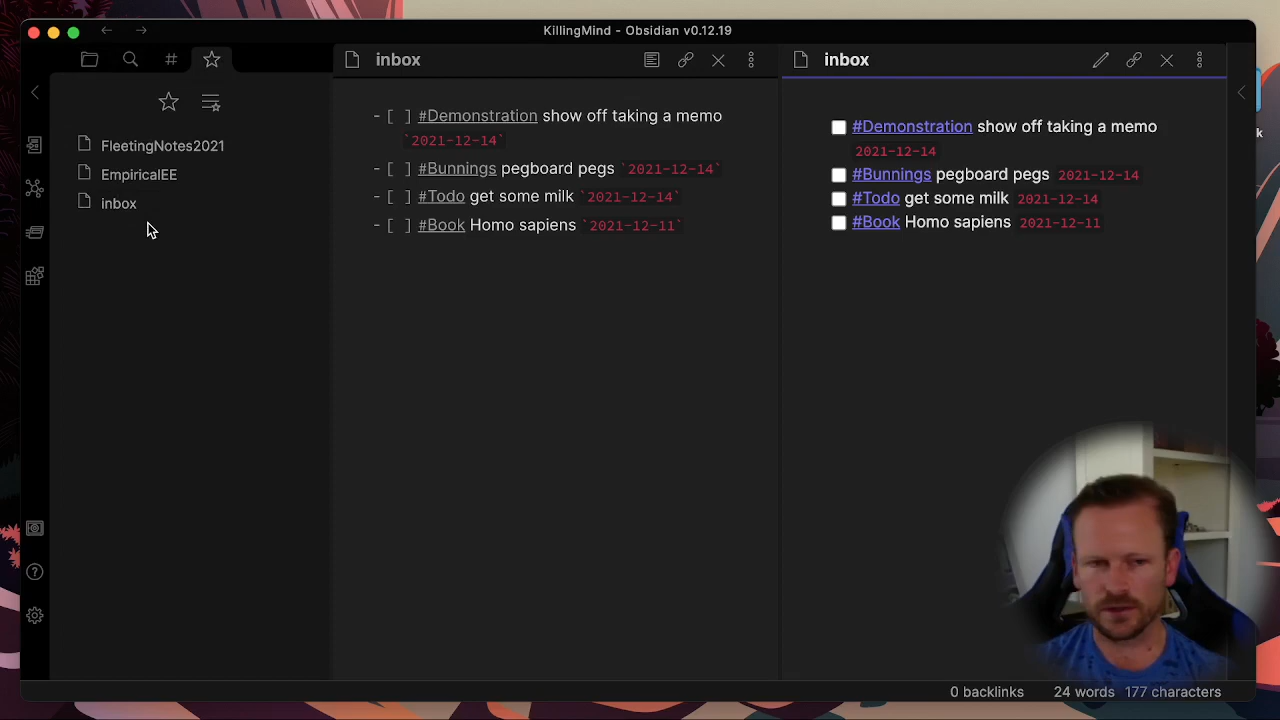 KillingMind - Obsidian v0.12.19
inbox
inbox
FleetingNotes2021
EmpiricalEE
inbox
- [ ] #Demonstration show off taking a memo
`2021-12-14`
- [ ] #Bunnings pegboard pegs `2021-12-14`
- [ ] #Todo get some milk `2021-12-14`
- [ ] #Book Homo sapiens `2021-12-11`
#Demonstration show off taking a memo
2021-12-14
#Bunnings pegboard pegs 2021-12-14
#Todo get some milk 2021-12-14
#Book Homo sapiens 2021-12-11
k
0 backlinks 24 words 177 characters